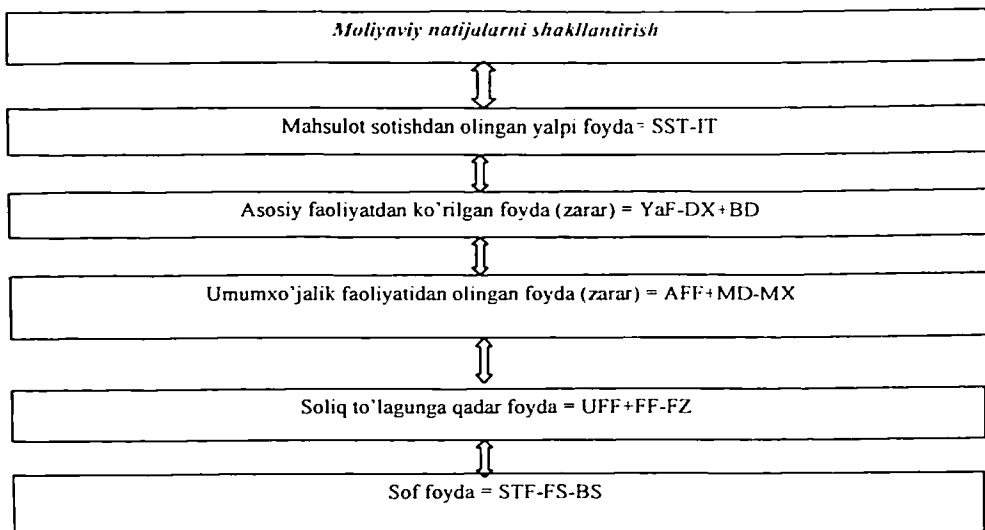 Moliyaviy natijalarni shakllantirish
Mahsulot sotishdan olingan yalpi foyda = SST-IT
Asosiy faoliyatdan ko'rilgan foyda (zarar) = YaF-DX+BD
Umumxo'jalik faoliyatidan olingan foyda (zarar) = AFF+MD-MX
Soliq to'lagunga qadar foyda = UFF+FF-FZ
Sof foyda = STF-FS-BS